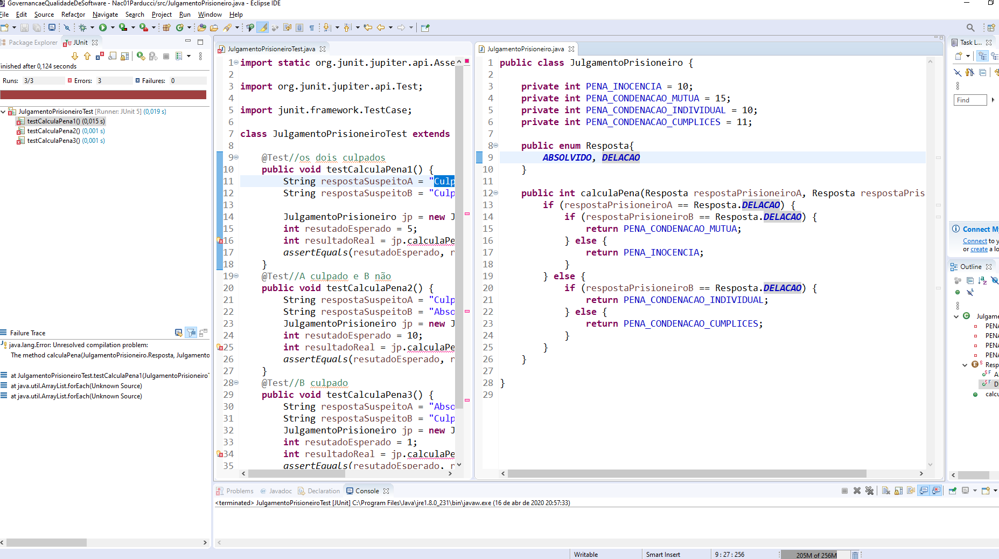 GovernancaeQualidadeDeSoftware - Nac01Parducci/src/JulgamentoPrisioneiro.java - Eclipse IDE
File Edit Source Refactor Navigate Search Project Run Window Help
Package Explorer JUnit
Finished after 0,124 seconds
Runs: 3/3 Errors: 3 Failures: 0
JulgamentoPrisioneiroTest [Runner: JUnit 5] (0,019 s)
testCalculaPena1() (0,015 s)
testCalculaPena2() (0,001 s)
testCalculaPena3() (0,001 s)
Failure Trace
java.lang.Error: Unresolved compilation problem:
The method calculaPena(JulgamentoPrisioneiro.Resposta, Julgamento
at JulgamentoPrisioneiroTest.testCalculaPena1(JulgamentoPrisioneiro
at java.util.ArrayList.forEach(Unknown Source)
at java.util.ArrayList.forEach(Unknown Source)
JulgamentoPrisioneiroTest.java
1 import static org.junit.jupiter.api.Asse
2
3 import org.junit.jupiter.api.Test;
4
5 import junit.framework.TestCase;
6
7 class JulgamentoPrisioneiroTest extends
8
9 @Test//os dois culpados
10 public void testCalculaPena1() {
11 String respostaSuspeitoA = "Culp
12 String respostaSuspeitoB = "Culp
13
14 JulgamentoPrisioneiro jp = new J
15 int resutadoEsperado = 5;
16 int resultadoReal = jp.calculaPe
17 assertEquals(resutadoEsperado, r
18 }
19 @Test//A culpado e B não
20 public void testCalculaPena2() {
21 String respostaSuspeitoA = "Culp
22 String respostaSuspeitoB = "Abso
23 JulgamentoPrisioneiro jp = new J
24 int resutadoEsperado = 10;
25 int resultadoReal = jp.calculaPe
26 assertEquals(resutadoEsperado, r
27 }
28 @Test//B culpado
29 public void testCalculaPena3() {
30 String respostaSuspeitoA = "Abso
31 String respostaSuspeitoB = "Culp
32 JulgamentoPrisioneiro jp = new J
33 int resutadoEsperado = 1;
34 int resultadoReal = jp.calculaPe
35 assertEquals(resutadoEsperado, r
JulgamentoPrisioneiro.java
1 public class JulgamentoPrisioneiro {
2
3 private int PENA_INOCENCIA = 10;
4 private int PENA_CONDENACAO_MUTUA = 15;
5 private int PENA_CONDENACAO_INDIVIDUAL = 10;
6 private int PENA_CONDENACAO_CUMPLICES = 11;
7
8 public enum Resposta{
9 ABSOLVIDO, DELACAO
10 }
11
12 public int calculaPena(Resposta respostaPrisioneiroA, Resposta respostaPris
13 if (respostaPrisioneiroA == Resposta.DELACAO) {
14 if (respostaPrisioneiroB == Resposta.DELACAO) {
15 return PENA_CONDENACAO_MUTUA;
16 } else {
17 return PENA_INOCENCIA;
18 }
19 } else {
20 if (respostaPrisioneiroB == Resposta.DELACAO) {
21 return PENA_CONDENACAO_INDIVIDUAL;
22 } else {
23 return PENA_CONDENACAO_CUMPLICES;
24 }
25 }
26 }
27
28 }
29
Task L...
Find
Connect M
Connect to y
or create a lo
Outline
Julgame
PEN
PEN
PEN
PEN
Resp
A
D
calcu
Problems Javadoc Declaration Console
<terminated> JulgamentoPrisioneiroTest [JUnit] C:\Program Files\Java\jre1.8.0_231\bin\javaw.exe (16 de abr de 2020 20:57:33)
Writable Smart Insert 9 : 27 : 256 205M of 256M